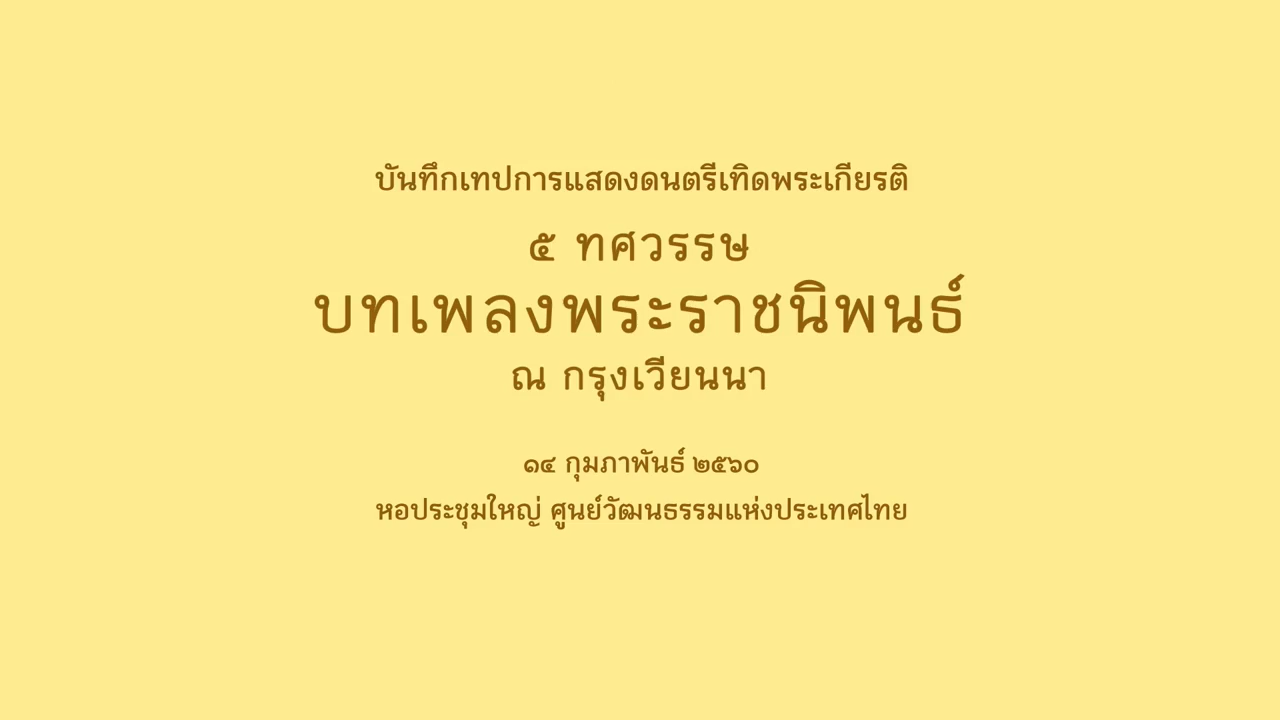 บันทึกเทปการแสดงดนตรีเทิดพระเกียรติ
๕ ทศวรรษ
บทเพลงพระราชนิพนธ์
ณ กรุงเวียนนา
๑๔ กุมภาพันธ์ ๒๕๖๐
หอประชุมใหญ่ ศูนย์วัฒนธรรมแห่งประเทศไทย